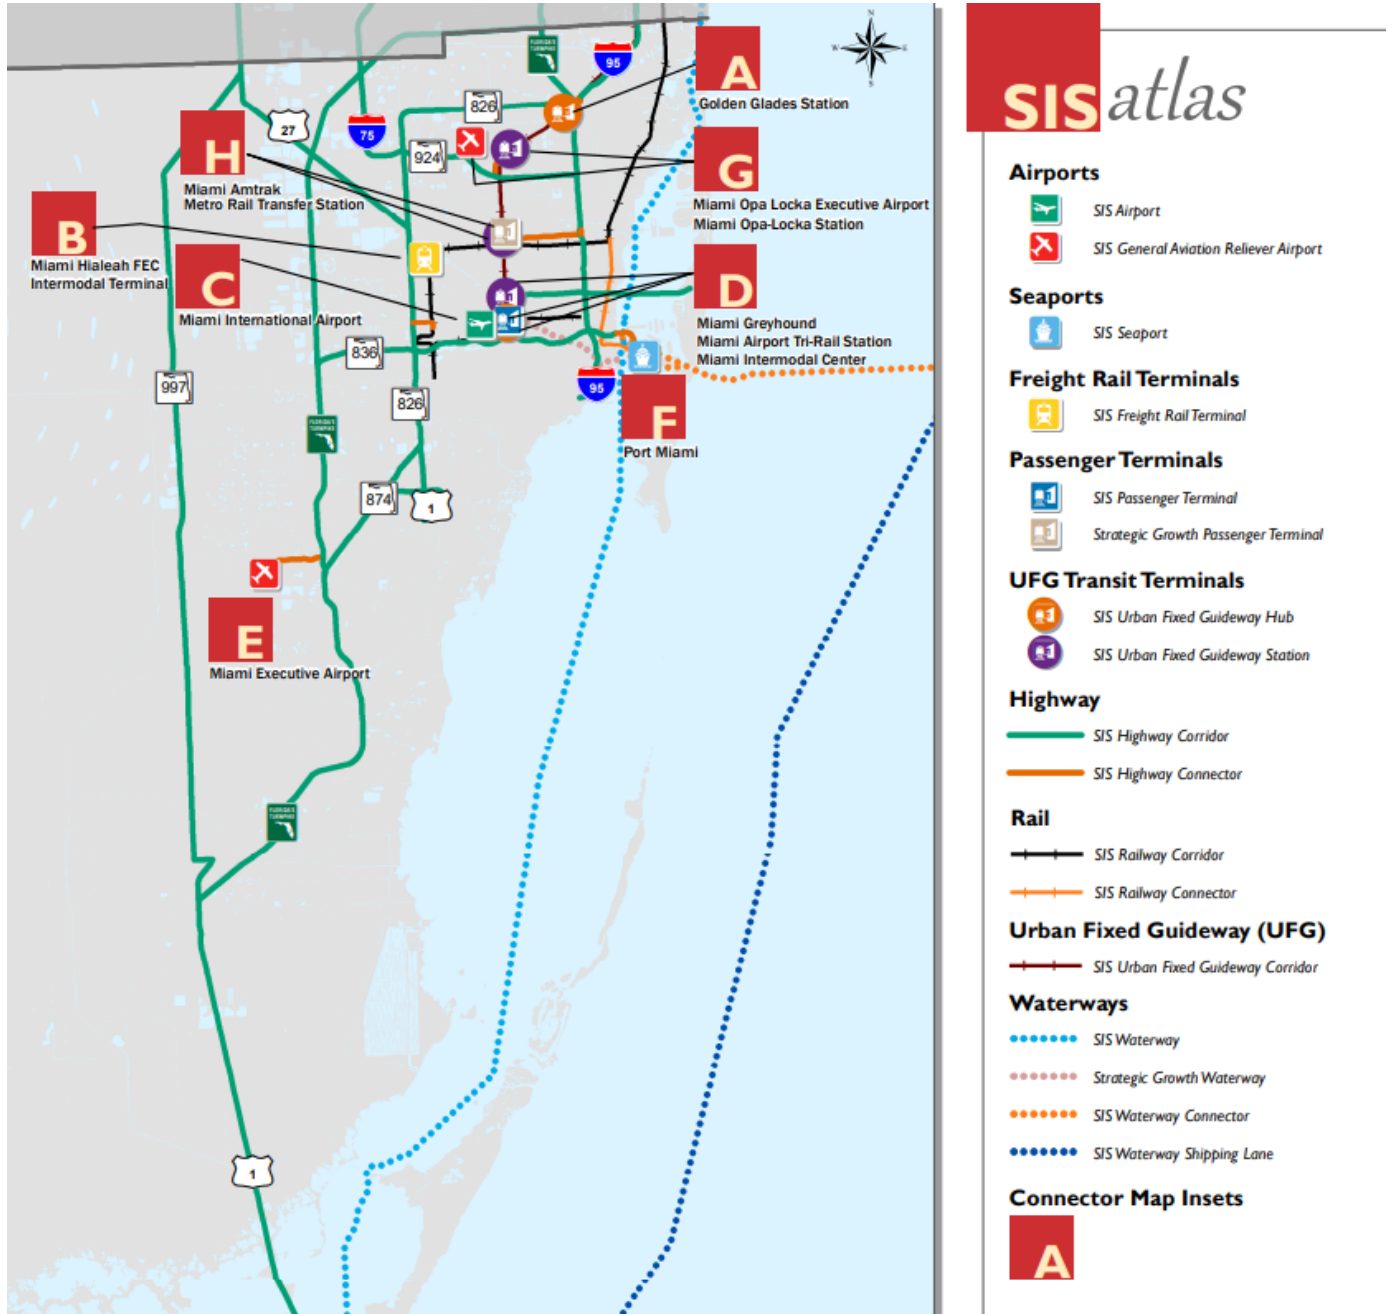 N
W
E
S
FLORIDA'S
TURNPIKE
95
A
Golden Glades Station
826
27
75
924
H
Miami Amtrak
Metro Rail Transfer Station
G
Miami Opa Locka Executive Airport
Miami Opa-Locka Station
B
Miami Hialeah FEC
Intermodal Terminal
C
Miami International Airport
D
Miami Greyhound
Miami Airport Tri-Rail Station
Miami Intermodal Center
836
997
826
95
F
Port Miami
FLORIDA'S
TURNPIKE
874
1
E
Miami Executive Airport
FLORIDA'S
TURNPIKE
1
SIS atlas
Airports
SIS Airport
SIS General Aviation Reliever Airport
Seaports
SIS Seaport
Freight Rail Terminals
SIS Freight Rail Terminal
Passenger Terminals
SIS Passenger Terminal
Strategic Growth Passenger Terminal
UFG Transit Terminals
SIS Urban Fixed Guideway Hub
SIS Urban Fixed Guideway Station
Highway
SIS Highway Corridor
SIS Highway Connector
Rail
SIS Railway Corridor
SIS Railway Connector
Urban Fixed Guideway (UFG)
SIS Urban Fixed Guideway Corridor
Waterways
SIS Waterway
Strategic Growth Waterway
SIS Waterway Connector
SIS Waterway Shipping Lane
Connector Map Insets
A